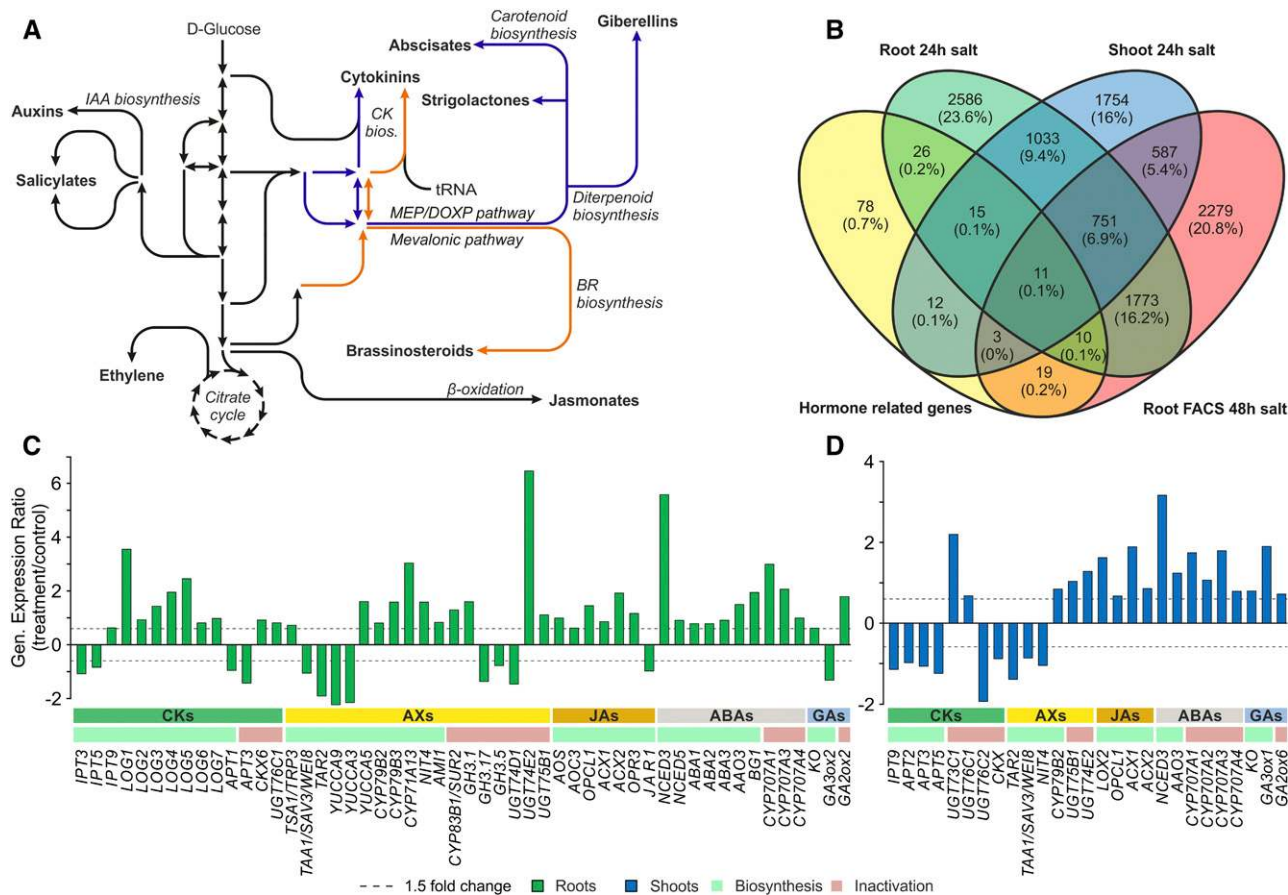 A
D-Glucose
Carotenoid
biosynthesis
Giberellins
Abscisates
Cytokinins
IAA biosynthesis
Auxins
Strigolactones
CK
bios.
Salicylates
tRNA
Diterpenoid
biosynthesis
MEP/DOXP pathway
Mevalonic pathway
BR
biosynthesis
Brassinosteroids
Ethylene
β-oxidation
Citrate
cycle
Jasmonates
B
Root 24h salt
Shoot 24h salt
2586
(23.6%)
1754
(16%)
26
(0.2%)
1033
(9.4%)
587
(5.4%)
78
(0.7%)
15
(0.1%)
751
(6.9%)
2279
(20.8%)
11
(0.1%)
12
(0.1%)
1773
(16.2%)
3
(0%)
10
(0.1%)
19
(0.2%)
Hormone related genes
Root FACS 48h salt
C
Gen. Expression Ratio
(treatment/control)
6
4
2
0
-2
CKs
AXs
JAs
ABAs
GAs
IPT3
IPT5
IPT9
LOG1
LOG2
LOG3
LOG4
LOG5
LOG6
LOG7
APT1
APT3
CKX6
UGT76C1
TSA1/TRP3
TAA1/SAV3/WEI8
TAR2
YUCCA9
YUCCA3
YUCCA5
CYP79B2
CYP79B3
CYP71A13
NIT4
AMI1
CYP83B1/SUR2
GH3.1
GH3.17
GH3.5
UGT74D1
UGT74E2
UGT75B1
AOS
AOC3
OPCL1
ACX1
ACX2
OPR3
JAR1
NCED3
NCED5
ABA1
ABA2
ABA3
AAO3
BG1
CYP707A1
CYP707A3
CYP707A4
KO
GA3ox2
GA2ox2
D
4
2
0
-2
CKs
AXs
JAs
ABAs
GAs
IPT9
APT2
APT3
APT5
UGT73C1
UGT76C1
UGT76C2
CKX
TAR2
TAA1/SAV3/WEI8
NIT4
CYP79B2
UGT75B1
UGT74E2
LOX2
OPCL1
ACX1
ACX2
NCED3
AAO3
CYP707A1
CYP707A2
CYP707A3
CYP707A4
KO
GA3ox1
GA2ox6
1.5 fold change
Roots
Shoots
Biosynthesis
Inactivation